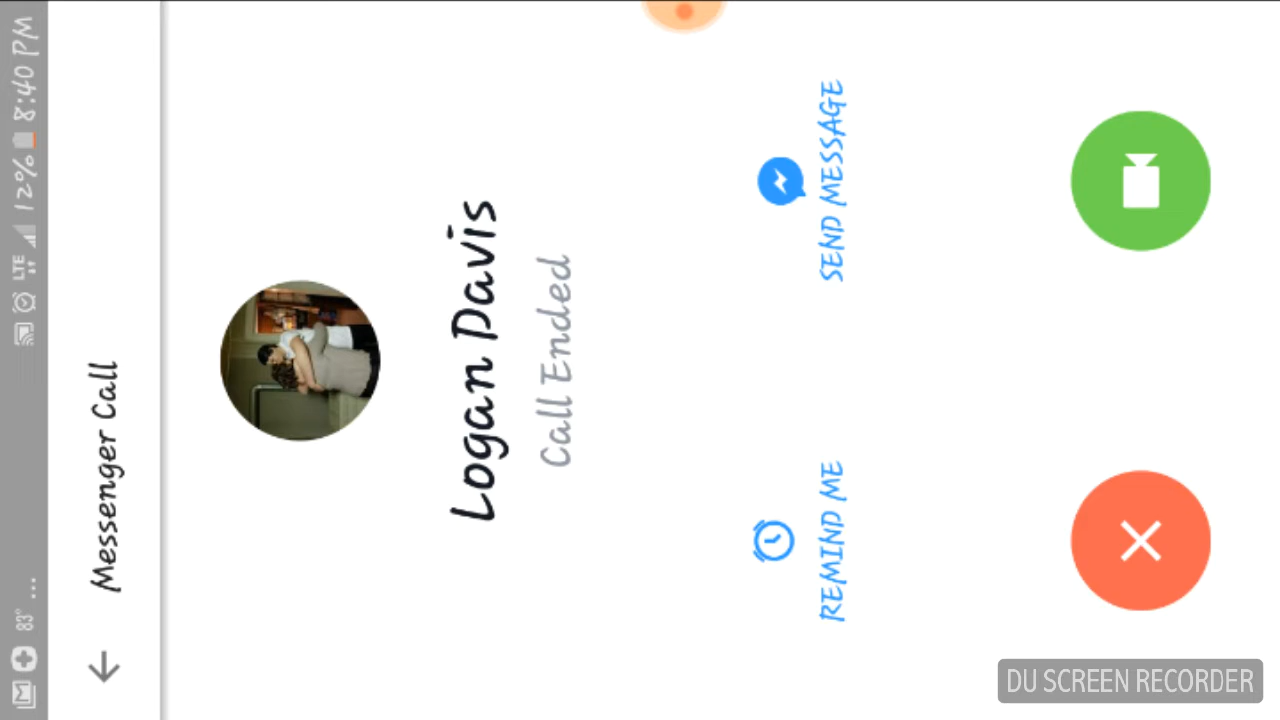 83° ... LTE 12% 8:40 PM
Messenger Call
Logan Davis
Call Ended
REMIND ME
SEND MESSAGE
DU SCREEN RECORDER